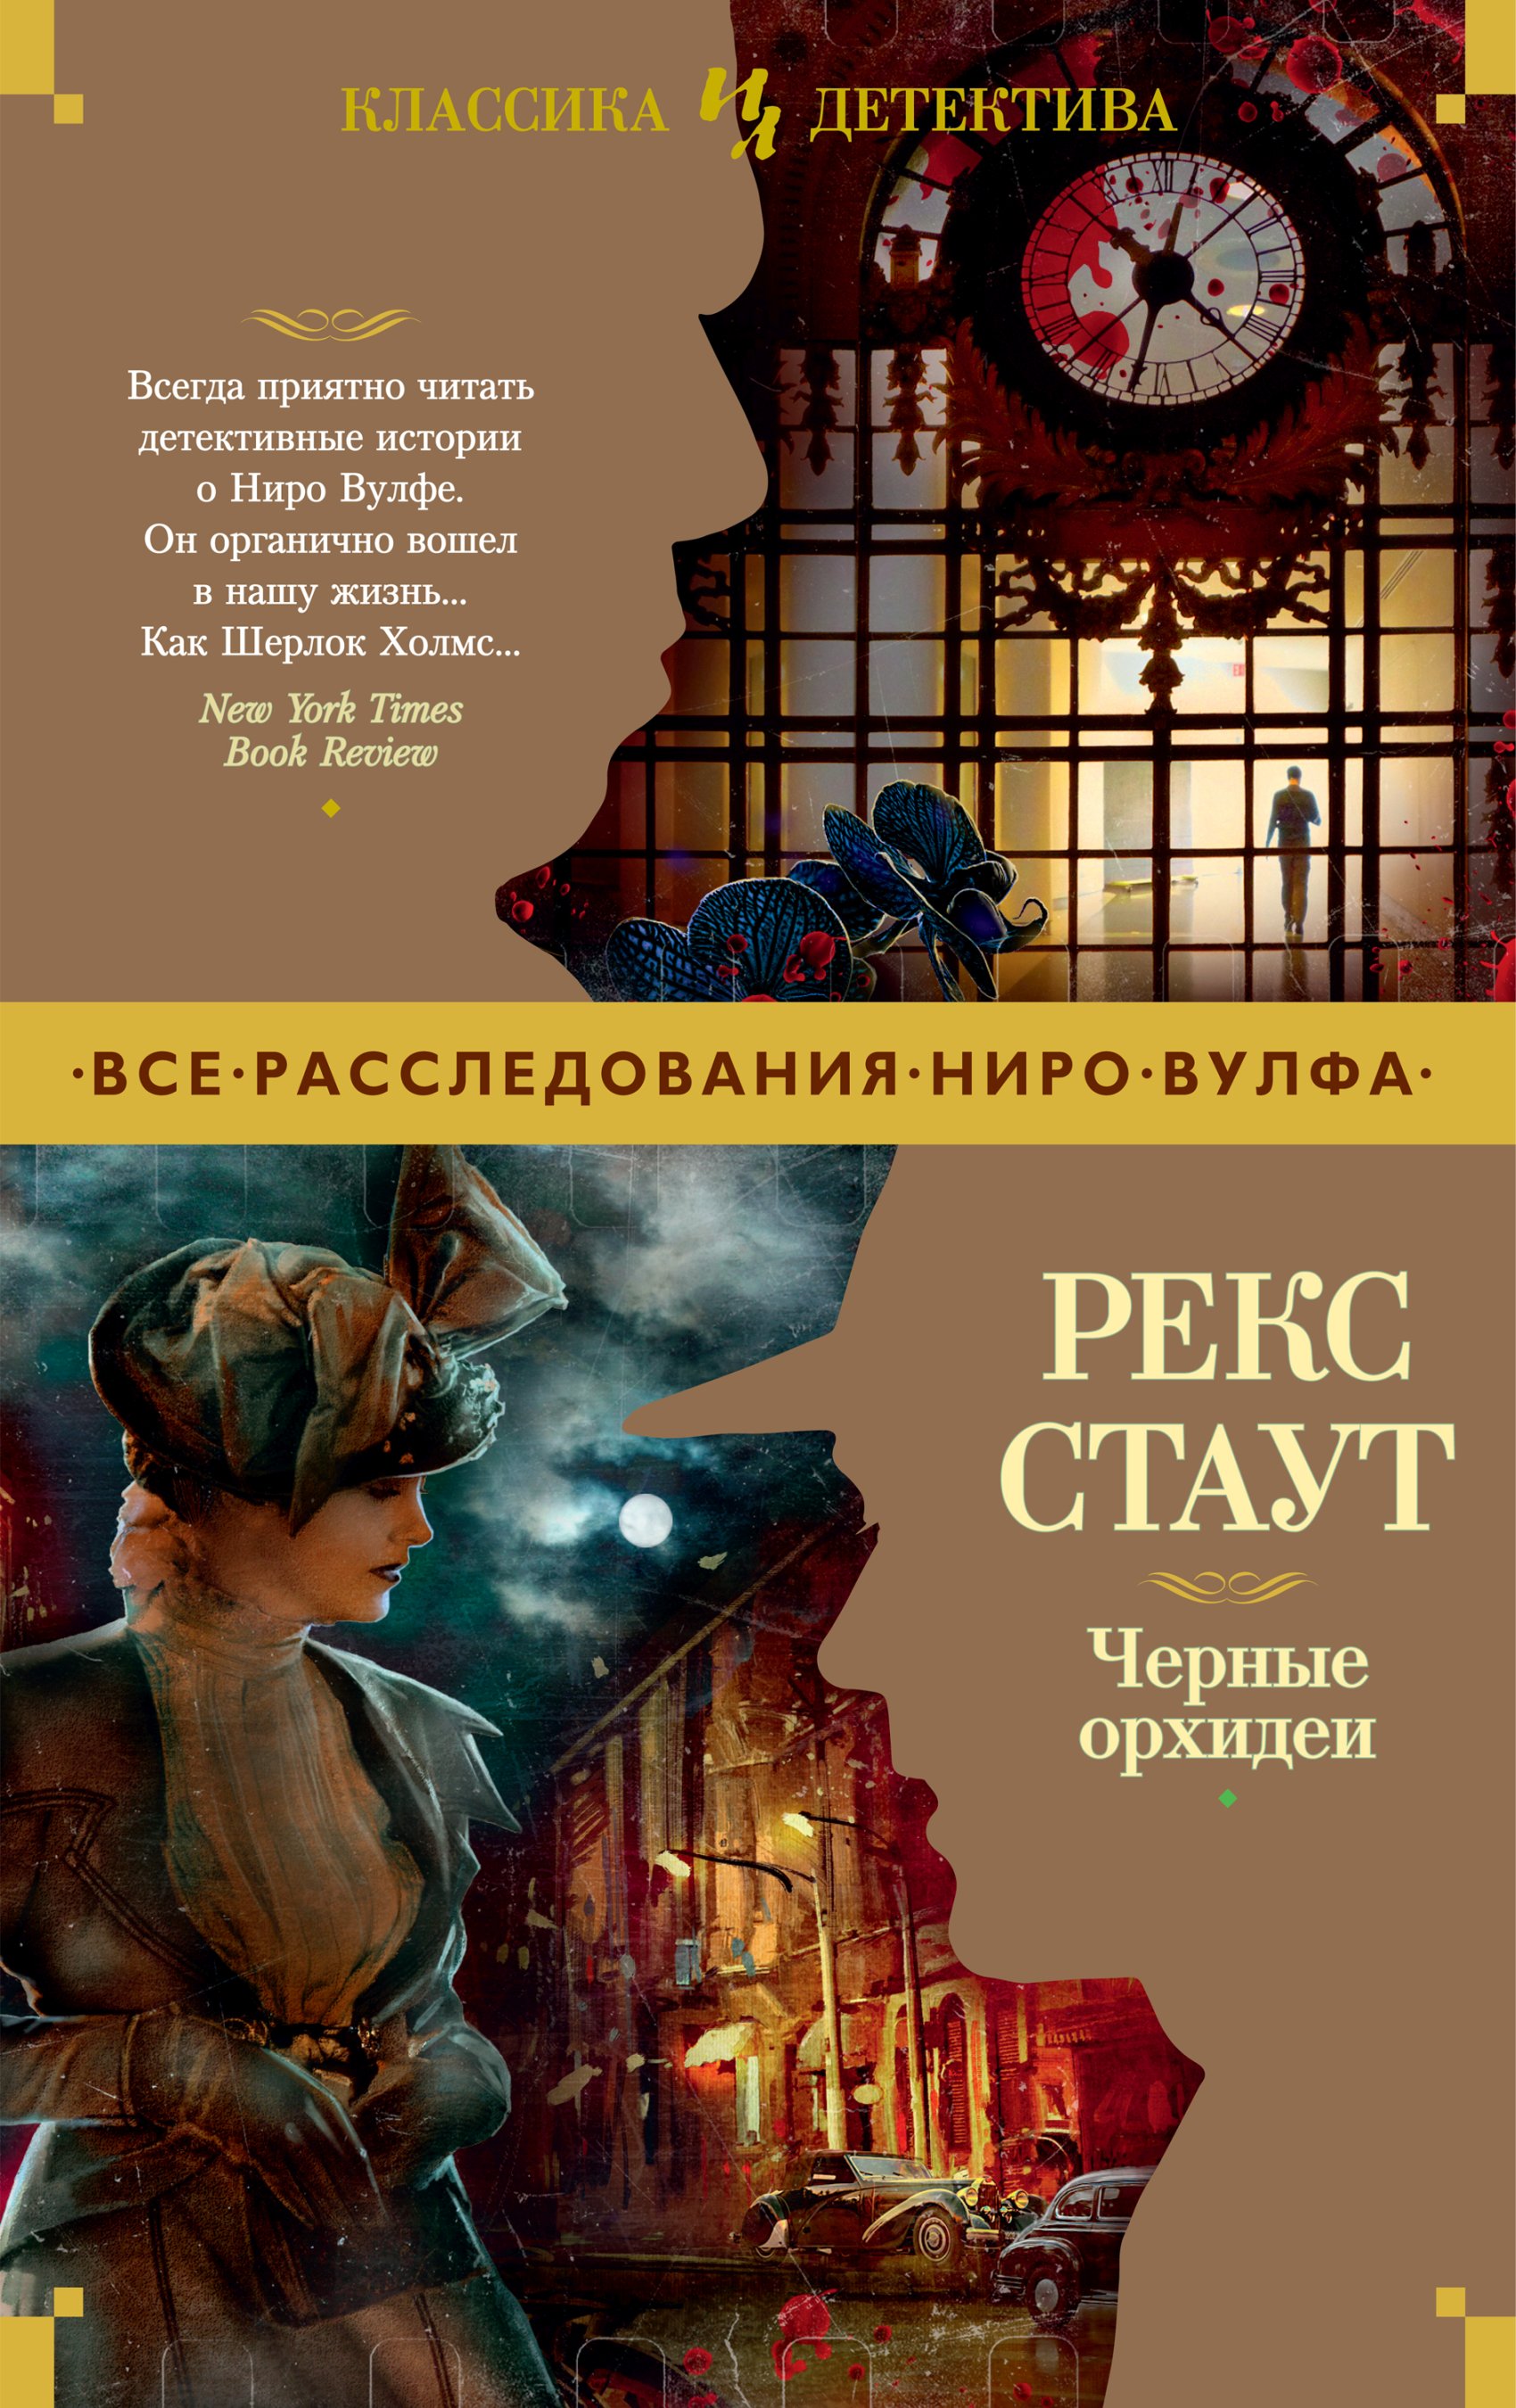 КЛАССИКА ИЛ ДЕТЕКТИВА
Всегда приятно читать
детективные истории
о Ниро Вулфе.
Он органично вошел
в нашу жизнь...
Как Шерлок Холмс...
New York Times
Book Review
·ВСЕ·РАССЛЕДОВАНИЯ·НИРО·ВУЛФА·
РЕКС
СТАУТ
Черные
орхидеи